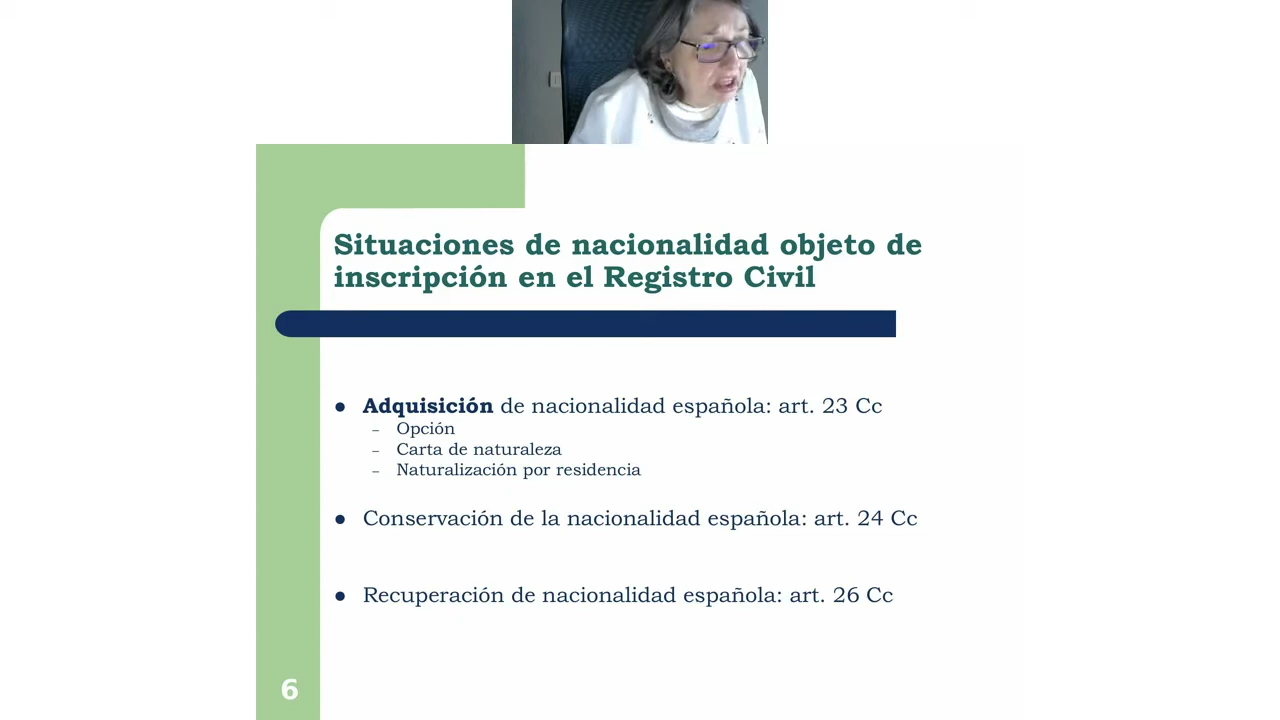 Situaciones de nacionalidad objeto de
inscripción en el Registro Civil
● Adquisición de nacionalidad española: art. 23 Cc
– Opción
– Carta de naturaleza
– Naturalización por residencia
● Conservación de la nacionalidad española: art. 24 Cc
● Recuperación de nacionalidad española: art. 26 Cc
6